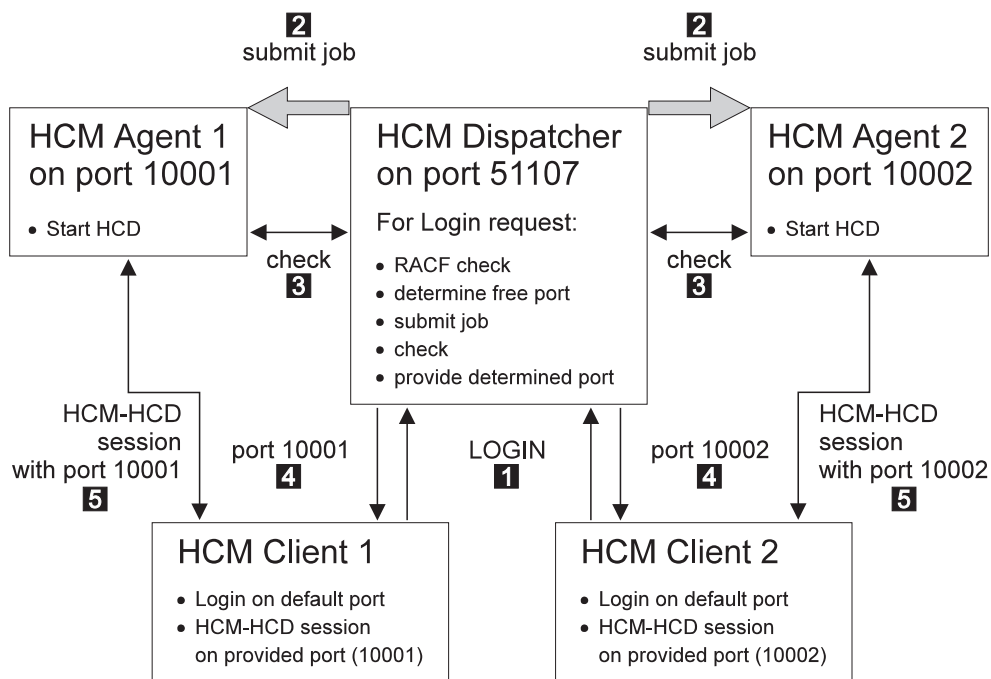 2
submit job
2
submit job
HCM Agent 1
on port 10001
• Start HCD
HCM Dispatcher
on port 51107
For Login request:
• RACF check
• determine free port
• submit job
• check
• provide determined port
HCM Agent 2
on port 10002
• Start HCD
check
3
check
3
HCM-HCD
session
with port 10001
5
port 10001
4
LOGIN
1
port 10002
4
HCM-HCD
session
with port 10002
5
HCM Client 1
• Login on default port
• HCM-HCD session
on provided port (10001)
HCM Client 2
• Login on default port
• HCM-HCD session
on provided port (10002)